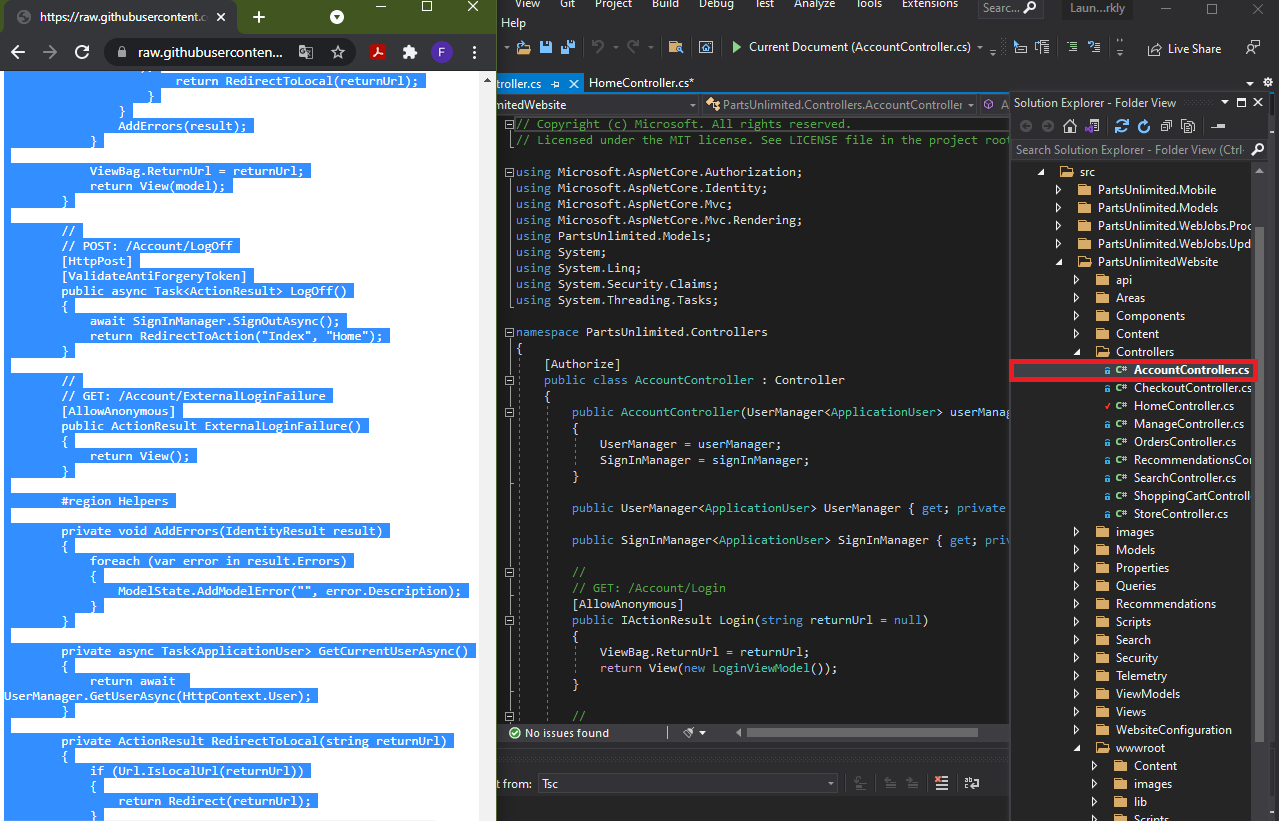 https://raw.githubusercontent.c
raw.githubusercontent...
F
return RedirectToLocal(returnUrl);
}
}
AddErrors(result);
}
ViewBag.ReturnUrl = returnUrl;
return View(model);
}
//
// POST: /Account/LogOff
[HttpPost]
[ValidateAntiForgeryToken]
public async Task<ActionResult> LogOff()
{
await SignInManager.SignOutAsync();
return RedirectToAction("Index", "Home");
}
//
// GET: /Account/ExternalLoginFailure
[AllowAnonymous]
public ActionResult ExternalLoginFailure()
{
return View();
}
#region Helpers
private void AddErrors(IdentityResult result)
{
foreach (var error in result.Errors)
{
ModelState.AddModelError("", error.Description);
}
}
private async Task<ApplicationUser> GetCurrentUserAsync()
{
return await
UserManager.GetUserAsync(HttpContext.User);
}
private ActionResult RedirectToLocal(string returnUrl)
{
if (Url.IsLocalUrl(returnUrl))
{
return Redirect(returnUrl);
}
View Git Project Build Debug Test Analyze Tools Extensions Searc... Laun...rkly
Help
Current Document (AccountController.cs) Live Share
troller.cs HomeController.cs*
mitedWebsite PartsUnlimited.Controllers.AccountController A
// Copyright (c) Microsoft. All rights reserved.
// Licensed under the MIT license. See LICENSE file in the project root
using Microsoft.AspNetCore.Authorization;
using Microsoft.AspNetCore.Identity;
using Microsoft.AspNetCore.Mvc;
using Microsoft.AspNetCore.Mvc.Rendering;
using PartsUnlimited.Models;
using System;
using System.Linq;
using System.Security.Claims;
using System.Threading.Tasks;
namespace PartsUnlimited.Controllers
{
[Authorize]
public class AccountController : Controller
{
public AccountController(UserManager<ApplicationUser> userManag
{
UserManager = userManager;
SignInManager = signInManager;
}
public UserManager<ApplicationUser> UserManager { get; private
public SignInManager<ApplicationUser> SignInManager { get; priv
//
// GET: /Account/Login
[AllowAnonymous]
public IActionResult Login(string returnUrl = null)
{
ViewBag.ReturnUrl = returnUrl;
return View(new LoginViewModel());
}
//
No issues found
t from: Tsc
Solution Explorer - Folder View
Search Solution Explorer - Folder View (Ctrl-
src
PartsUnlimited.Mobile
PartsUnlimited.Models
PartsUnlimited.WebJobs.Proc
PartsUnlimited.WebJobs.Upd
PartsUnlimitedWebsite
api
Areas
Components
Content
Controllers
C# AccountController.cs
C# CheckoutController.cs
C# HomeController.cs
C# ManageController.cs
C# OrdersController.cs
C# RecommendationsCo
C# SearchController.cs
C# ShoppingCartControll
C# StoreController.cs
images
Models
Properties
Queries
Recommendations
Scripts
Search
Security
Telemetry
ViewModels
Views
WebsiteConfiguration
wwwroot
Content
images
lib
Scripts